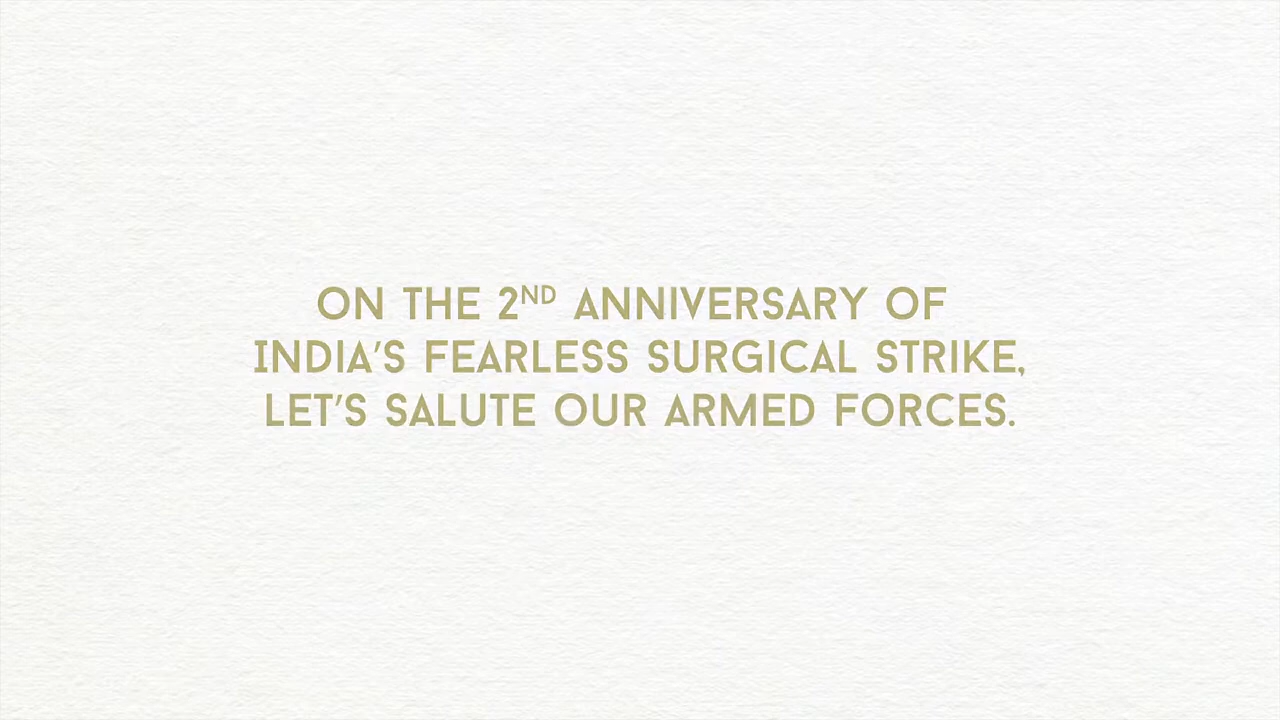 ON THE 2ND ANNIVERSARY OF
INDIA'S FEARLESS SURGICAL STRIKE,
LET'S SALUTE OUR ARMED FORCES.